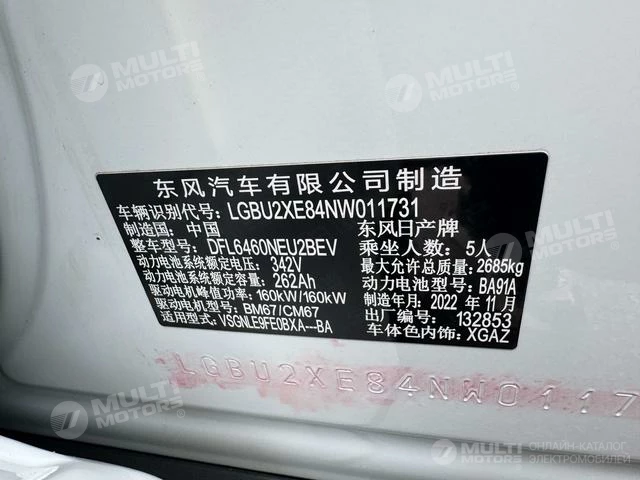 东风汽车有限公司制造
车辆识别代号: LGBU2XE84NW011731
制造国: 中国 东风日产牌
整车型号: DFL6460NEU2BEV 乘坐人数: 5人
动力电池系统额定电压: 342V 最大允许总质量: 2685kg
动力电池系统额定容量: 262Ah 动力电池型号: BA91A
驱动电机峰值功率: 160kW/160kW 制造年月: 2022 年 11 月
驱动电机型号: BM67/CM67 出厂编号: 132853
适用型式: VSGNLE9FE0BXA---BA 车体色内饰: XGAZ
LGBU2XE84NW0117
MULTI MOTORS
MULTI MOTORS
MULTI MOTORS
MULTI MOTORS
MULTI MOTORS ОНЛАЙН-КАТАЛОГ ЭЛЕКТРОМОБИЛЕЙ